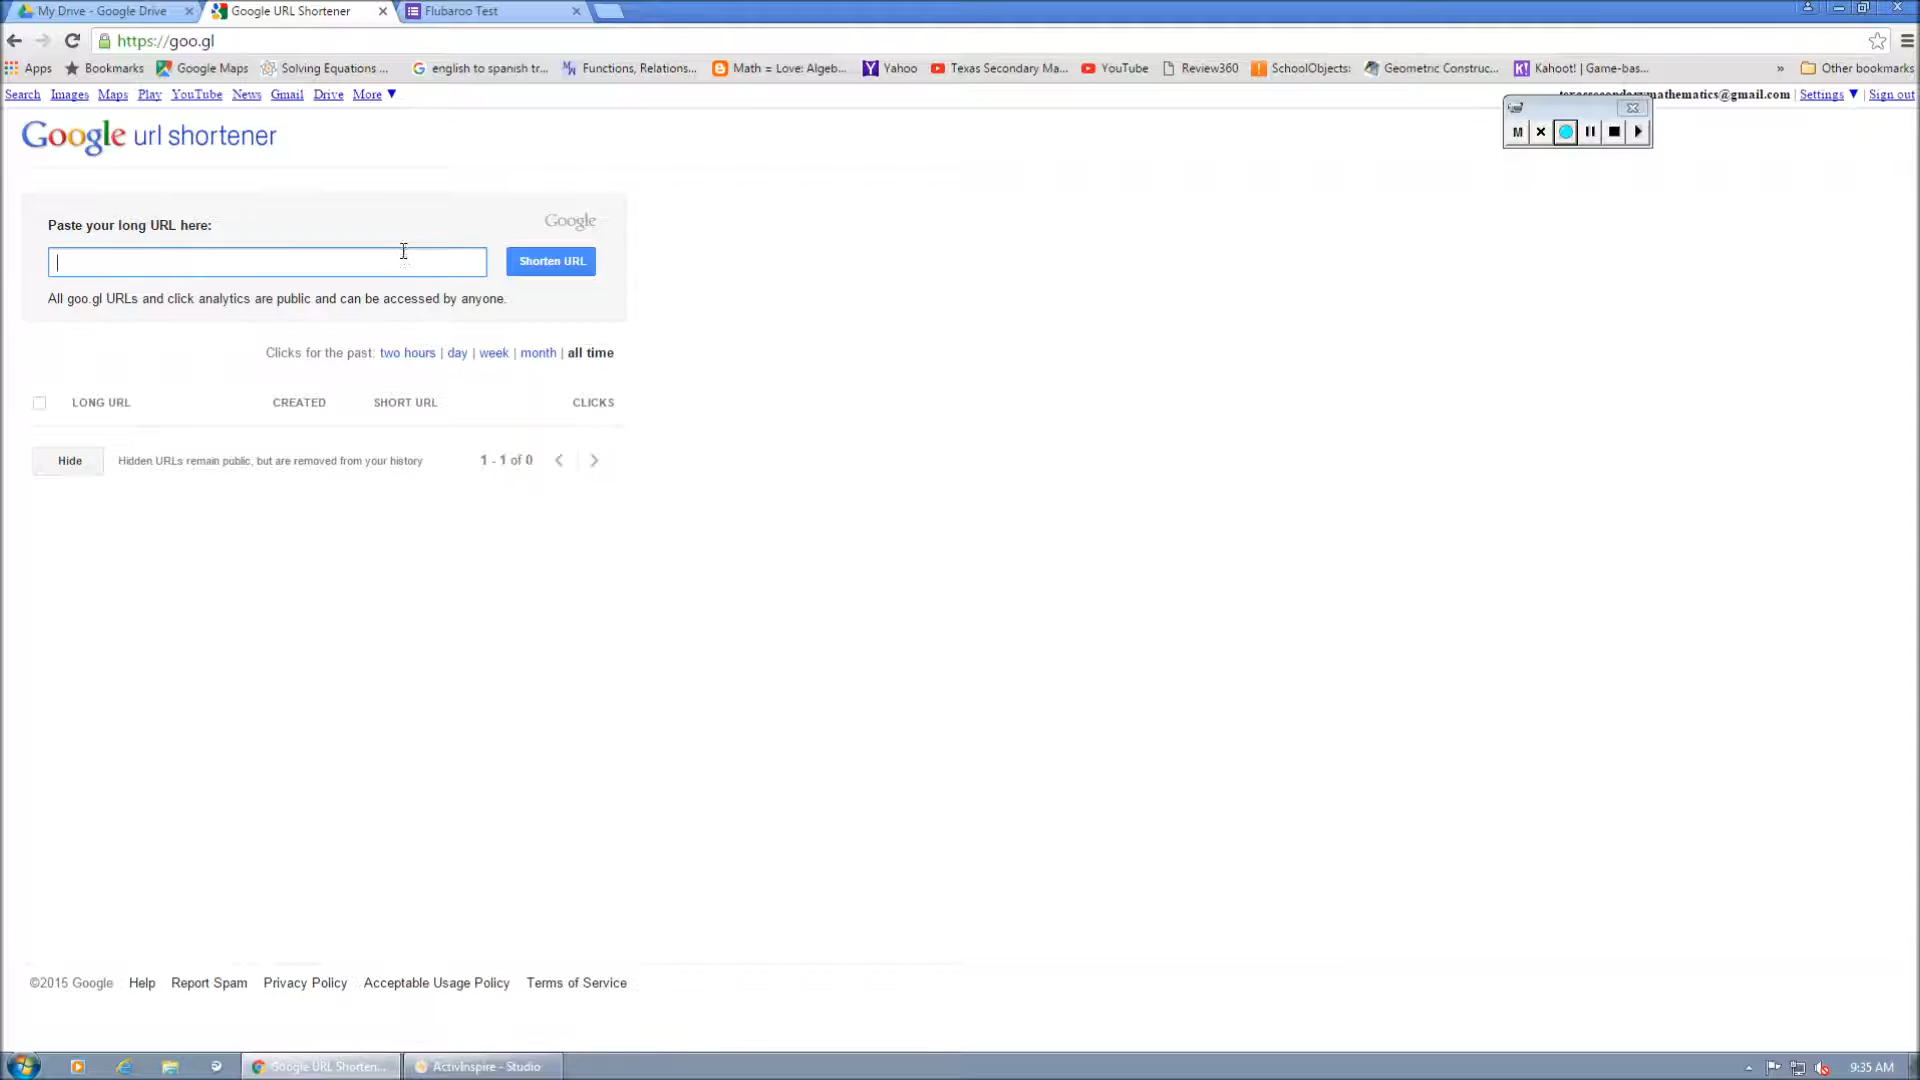 My Drive - Google Drive
Google URL Shortener
Flubaroo Test
https://goo.gl
Apps
Bookmarks
Google Maps
Solving Equations ...
english to spanish tr...
Functions, Relations...
Math = Love: Algeb...
Yahoo
Texas Secondary Ma...
YouTube
Review360
SchoolObjects:
Geometric Construc...
Kahoot! | Game-bas...
»
Other bookmarks
Search Images Maps Play YouTube News Gmail Drive More ▼
mathematics@gmail.com | Settings ▼ | Sign out
M
Google url shortener
Paste your long URL here:
Google
Shorten URL
All goo.gl URLs and click analytics are public and can be accessed by anyone.
Clicks for the past: two hours | day | week | month | all time
LONG URL CREATED SHORT URL CLICKS
Hide
Hidden URLs remain public, but are removed from your history
1 - 1 of 0
©2015 Google Help Report Spam Privacy Policy Acceptable Usage Policy Terms of Service
Google URL Shorten...
ActivInspire - Studio
9:35 AM